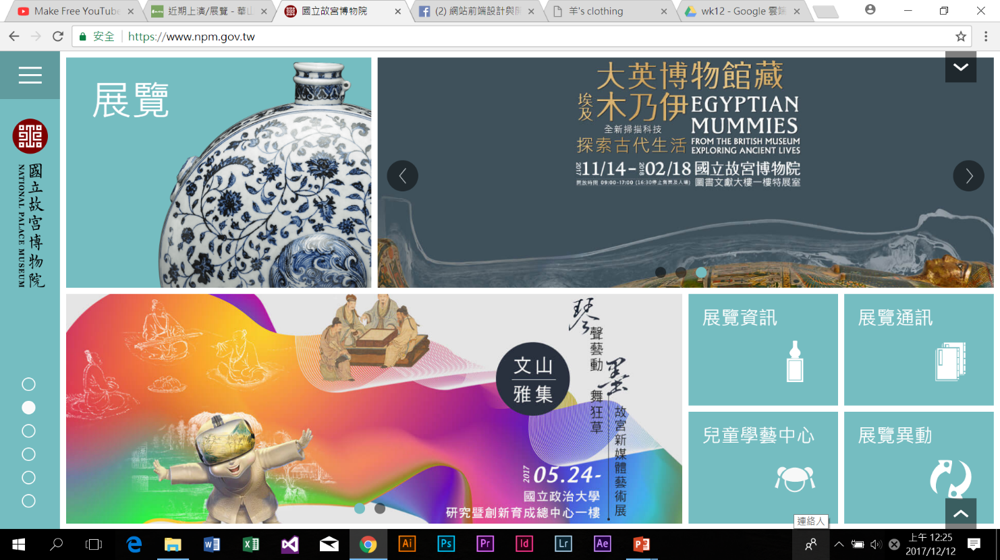 Make Free YouTube
近期上演/展覽 - 華山
國立故宮博物院
(2) 網站前端設計與開
羊's clothing
wk12 - Google 雲端
安全
https://www.npm.gov.tw
國立故宮博物院
NATIONAL PALACE MUSEUM
展覽
大英博物館藏
埃及
木乃伊
EGYPTIAN
MUMMIES
全新掃描科技
探索古代生活
FROM THE BRITISH MUSEUM
EXPLORING ANCIENT LIVES
2017 11/14 - 2018 02/18 國立故宮博物院
開放時間 09:00-17:00 (16:30停止售票及入場) 圖書文獻大樓一樓特展室
琴
聲藝動
墨
舞狂草
文山
雅集
故宮新媒體藝術展
2017 05.24-
國立政治大學
研究暨創新育成總中心一樓
展覽資訊
展覽通訊
兒童學藝中心
展覽異動
連絡人
Ai
Ps
Pr
Id
Lr
Ae
上午 12:25
2017/12/12